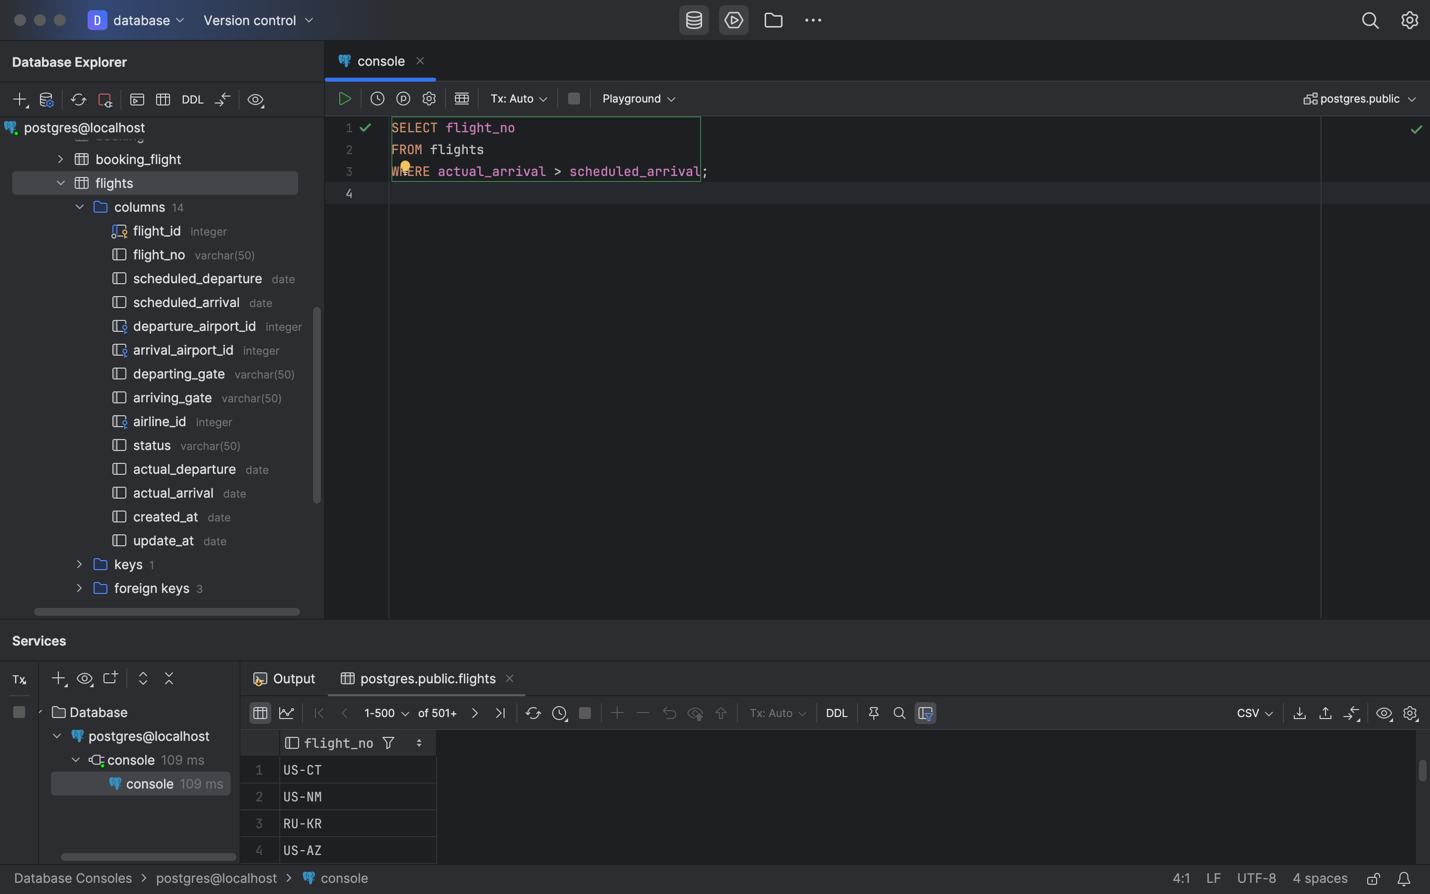 D database Version control
Database Explorer
console
DDL
Tx: Auto
Playground
postgres.public
postgres@localhost
booking_flight
flights
columns 14
flight_id integer
flight_no varchar(50)
scheduled_departure date
scheduled_arrival date
departure_airport_id integer
arrival_airport_id integer
departing_gate varchar(50)
arriving_gate varchar(50)
airline_id integer
status varchar(50)
actual_departure date
actual_arrival date
created_at date
update_at date
keys 1
foreign keys 3
1 SELECT flight_no
2 FROM flights
3 WHERE actual_arrival > scheduled_arrival;
4
Services
Tx
Database
postgres@localhost
console 109 ms
console 109 ms
Output postgres.public.flights
1-500 of 501+ Tx: Auto DDL CSV
flight_no
1 US-CT
2 US-NM
3 RU-KR
4 US-AZ
Database Consoles > postgres@localhost > console 4:1 LF UTF-8 4 spaces